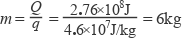 m = Q/q = 2.76×10⁸J / 4.6×10⁷J/kg = 6kg